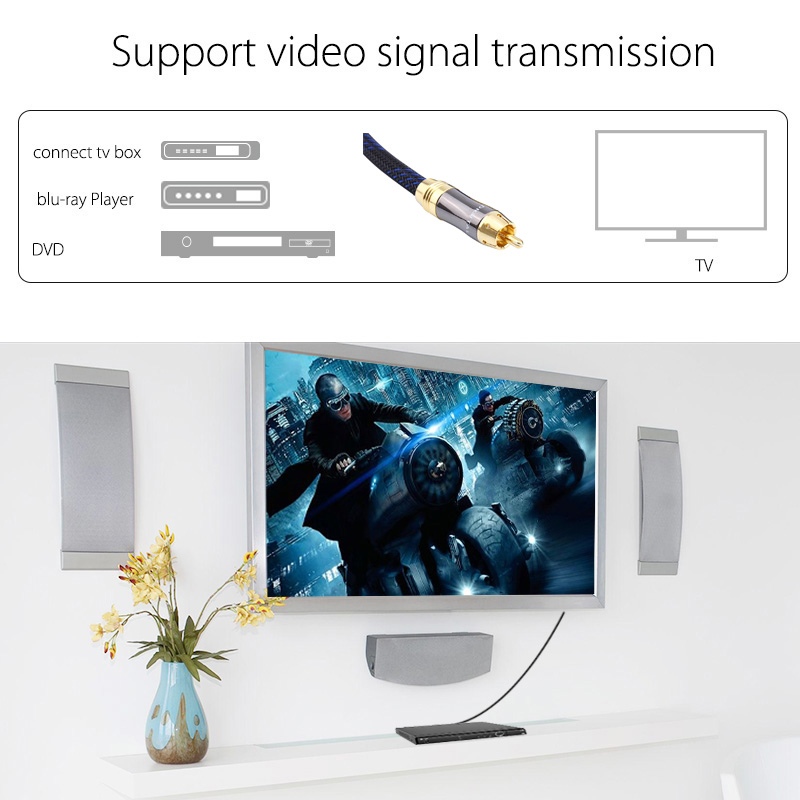 Support video signal transmission
connect tv box
blu-ray Player
DVD
TV